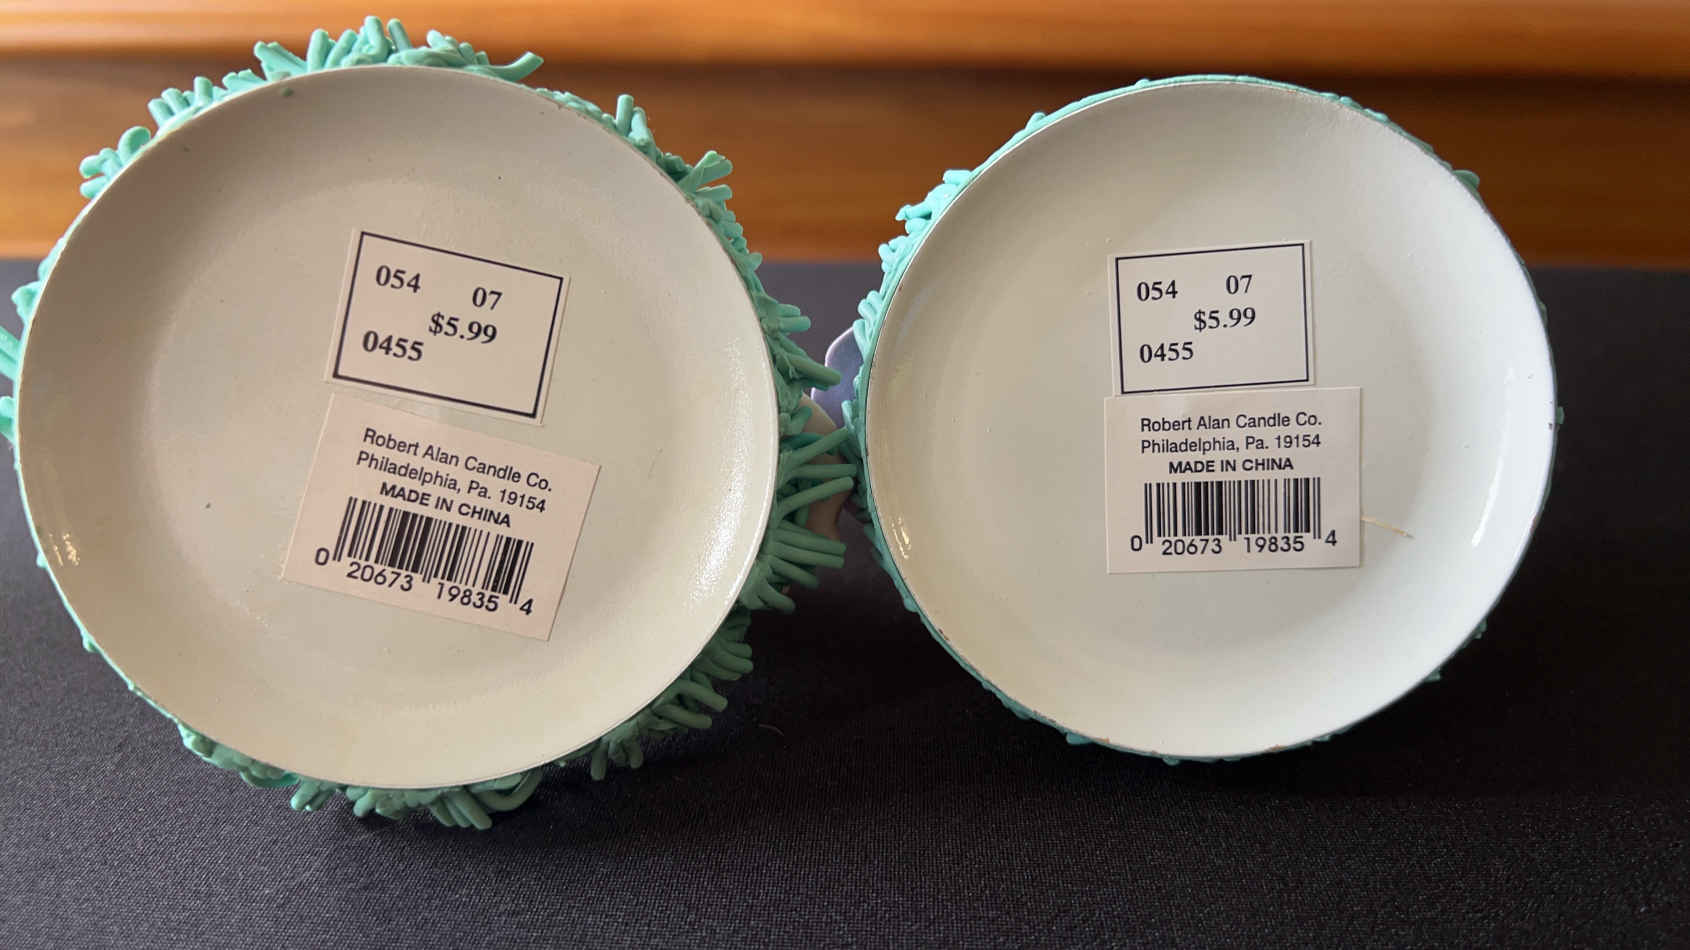 054 07
$5.99
0455
Robert Alan Candle Co.
Philadelphia, Pa. 19154
MADE IN CHINA
0 20673 19835 4
054 07
$5.99
0455
Robert Alan Candle Co.
Philadelphia, Pa. 19154
MADE IN CHINA
0 20673 19835 4